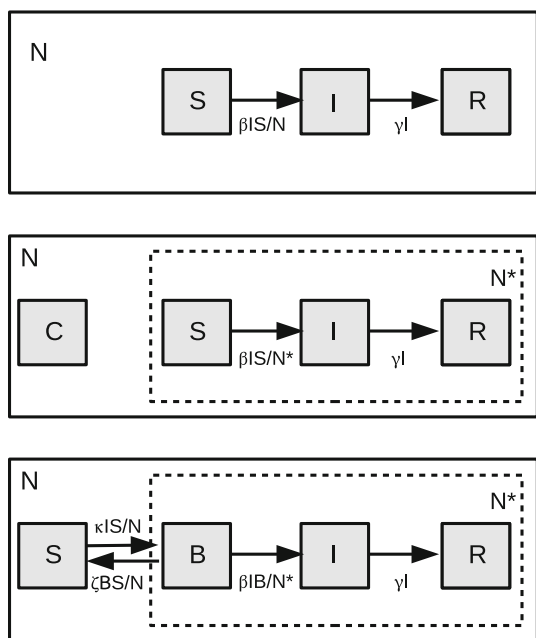 N
S I R
βIS/N γI
N
N*
C S I R
βIS/N* γI
N
N*
κIS/N
S B I R
ζBS/N βIB/N* γI